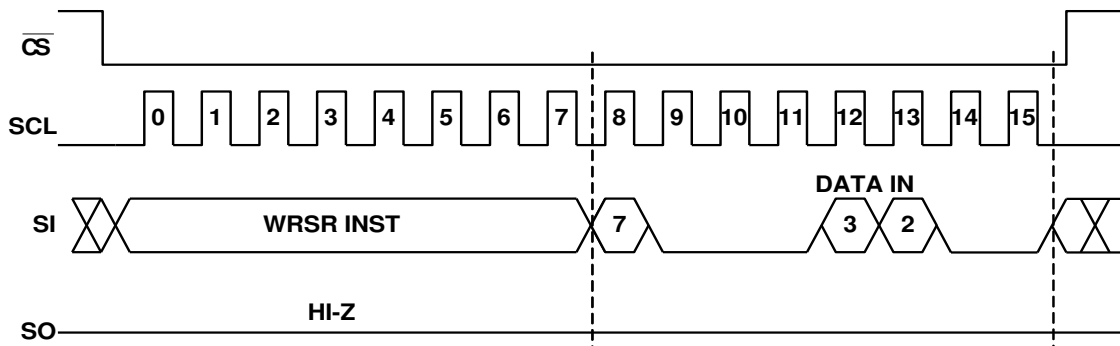 CS
SCL 0 1 2 3 4 5 6 7 8 9 10 11 12 13 14 15
DATA IN
SI WRSR INST 7 3 2
HI-Z
SO